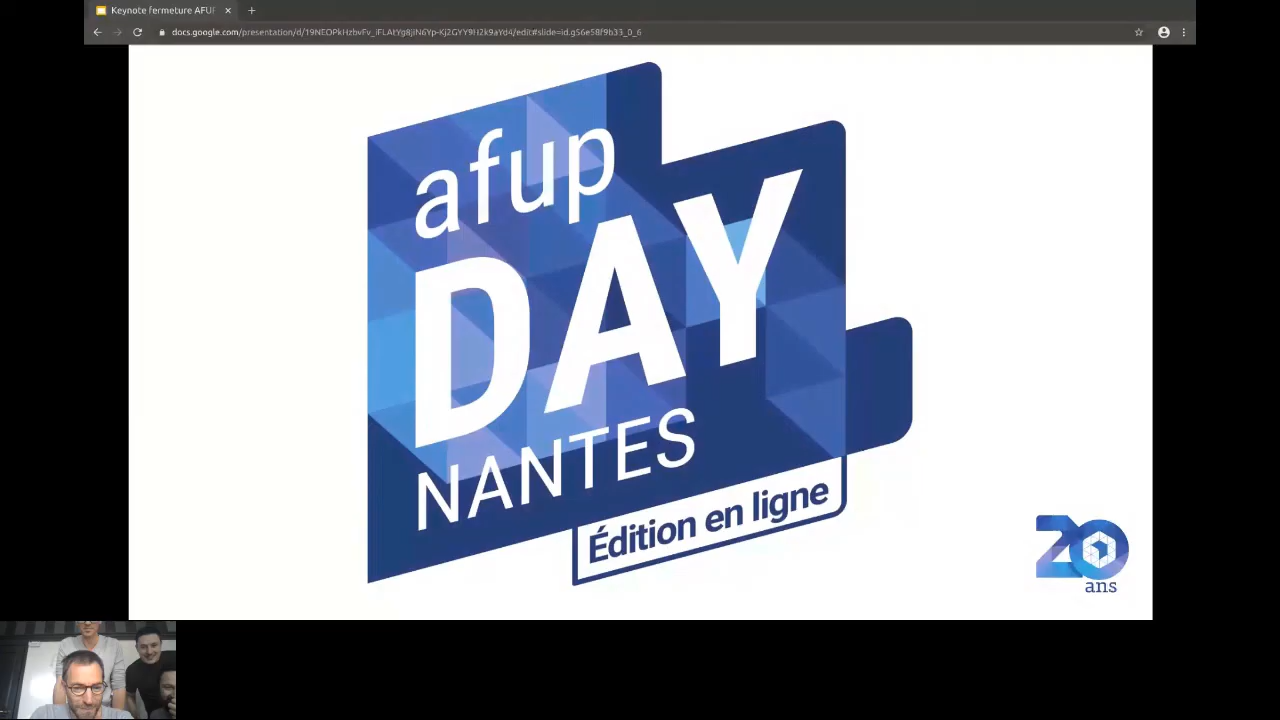 Keynote fermeture AFUP
docs.google.com/presentation/d/19NEOPkHzbvFv_iFLAtYg8jiN6Yp-Kj2GYY9H2k9aYd4/edit#slide=id.g56e58f9b33_0_6
afup
DAY
NANTES
Édition en ligne
20
ans